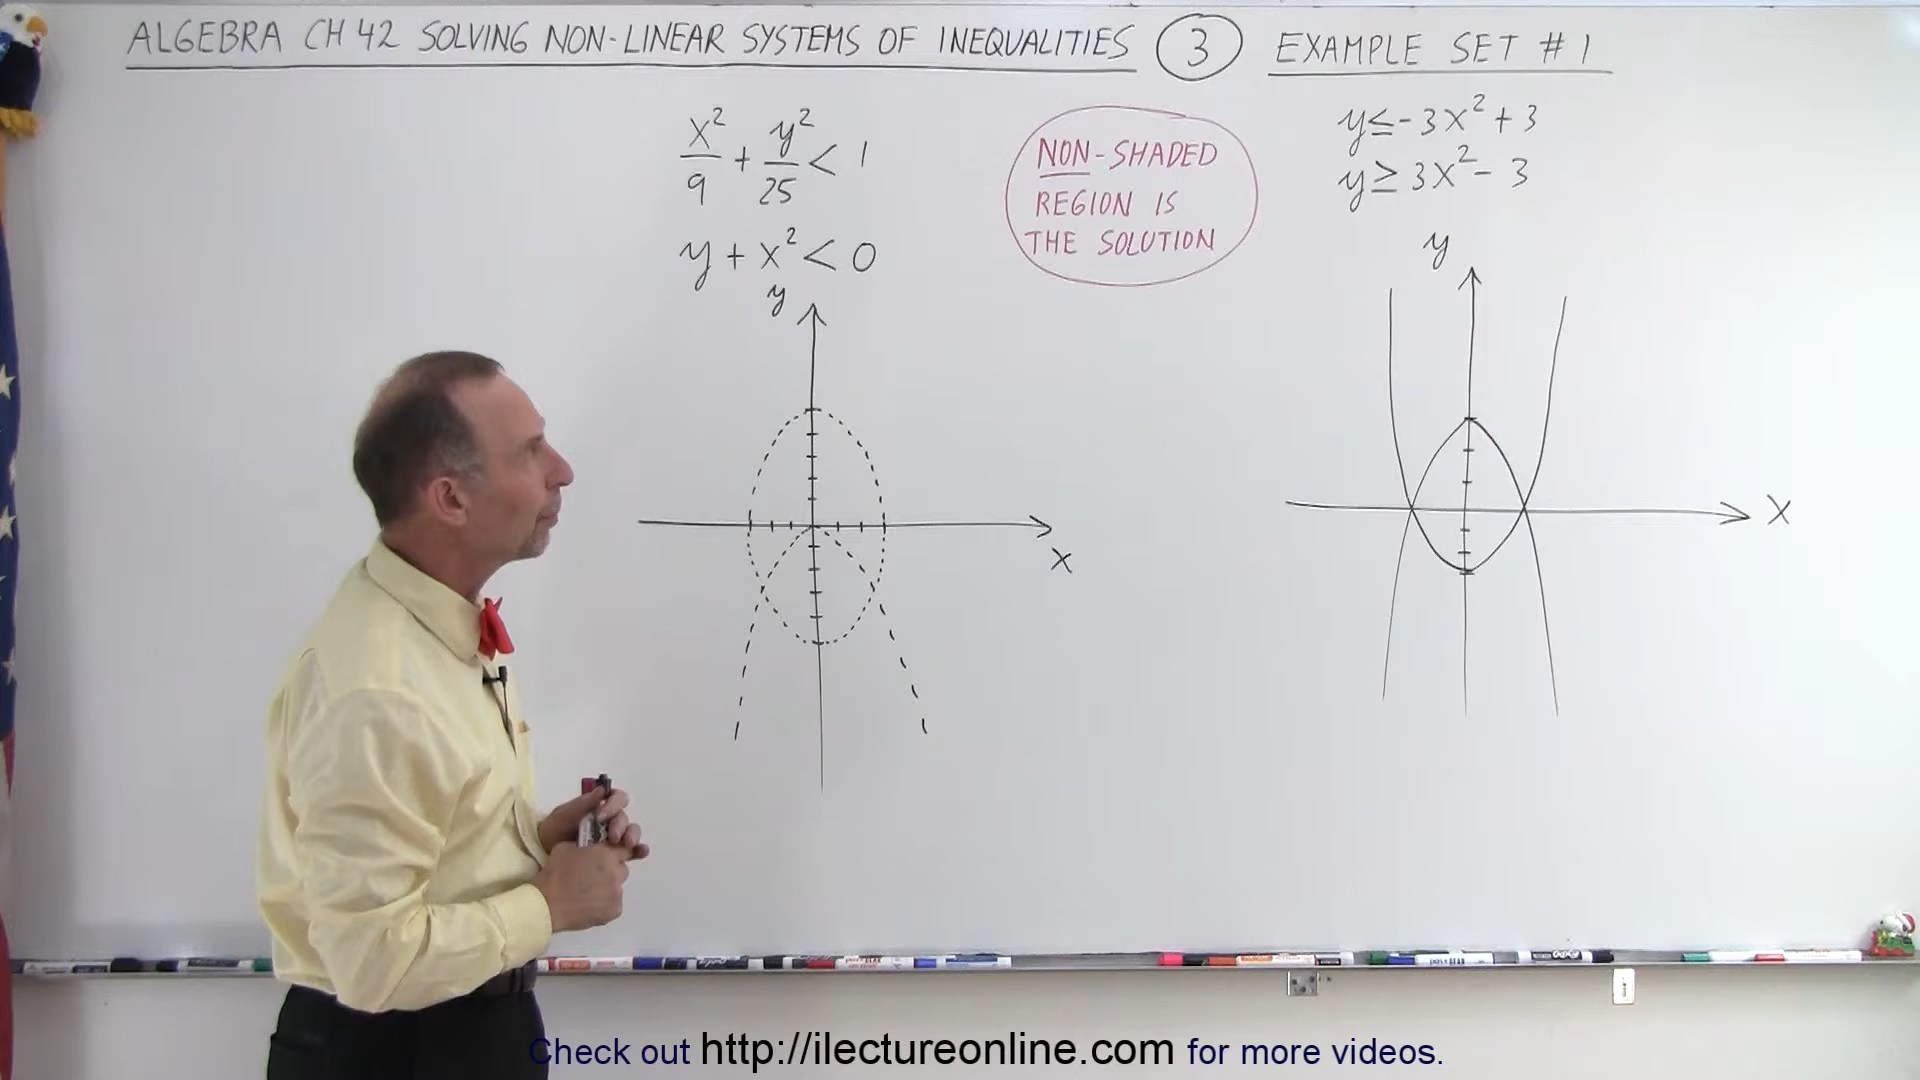 ALGEBRA CH 42 SOLVING NON-LINEAR SYSTEMS OF INEQUALITIES 3 EXAMPLE SET #1
x²/9 + y²/25 < 1
y + x² < 0
NON-SHADED
REGION IS
THE SOLUTION
y ≤ -3x² + 3
y ≥ 3x² - 3
y
x
y
x
Check out http://ilectureonline.com for more videos.